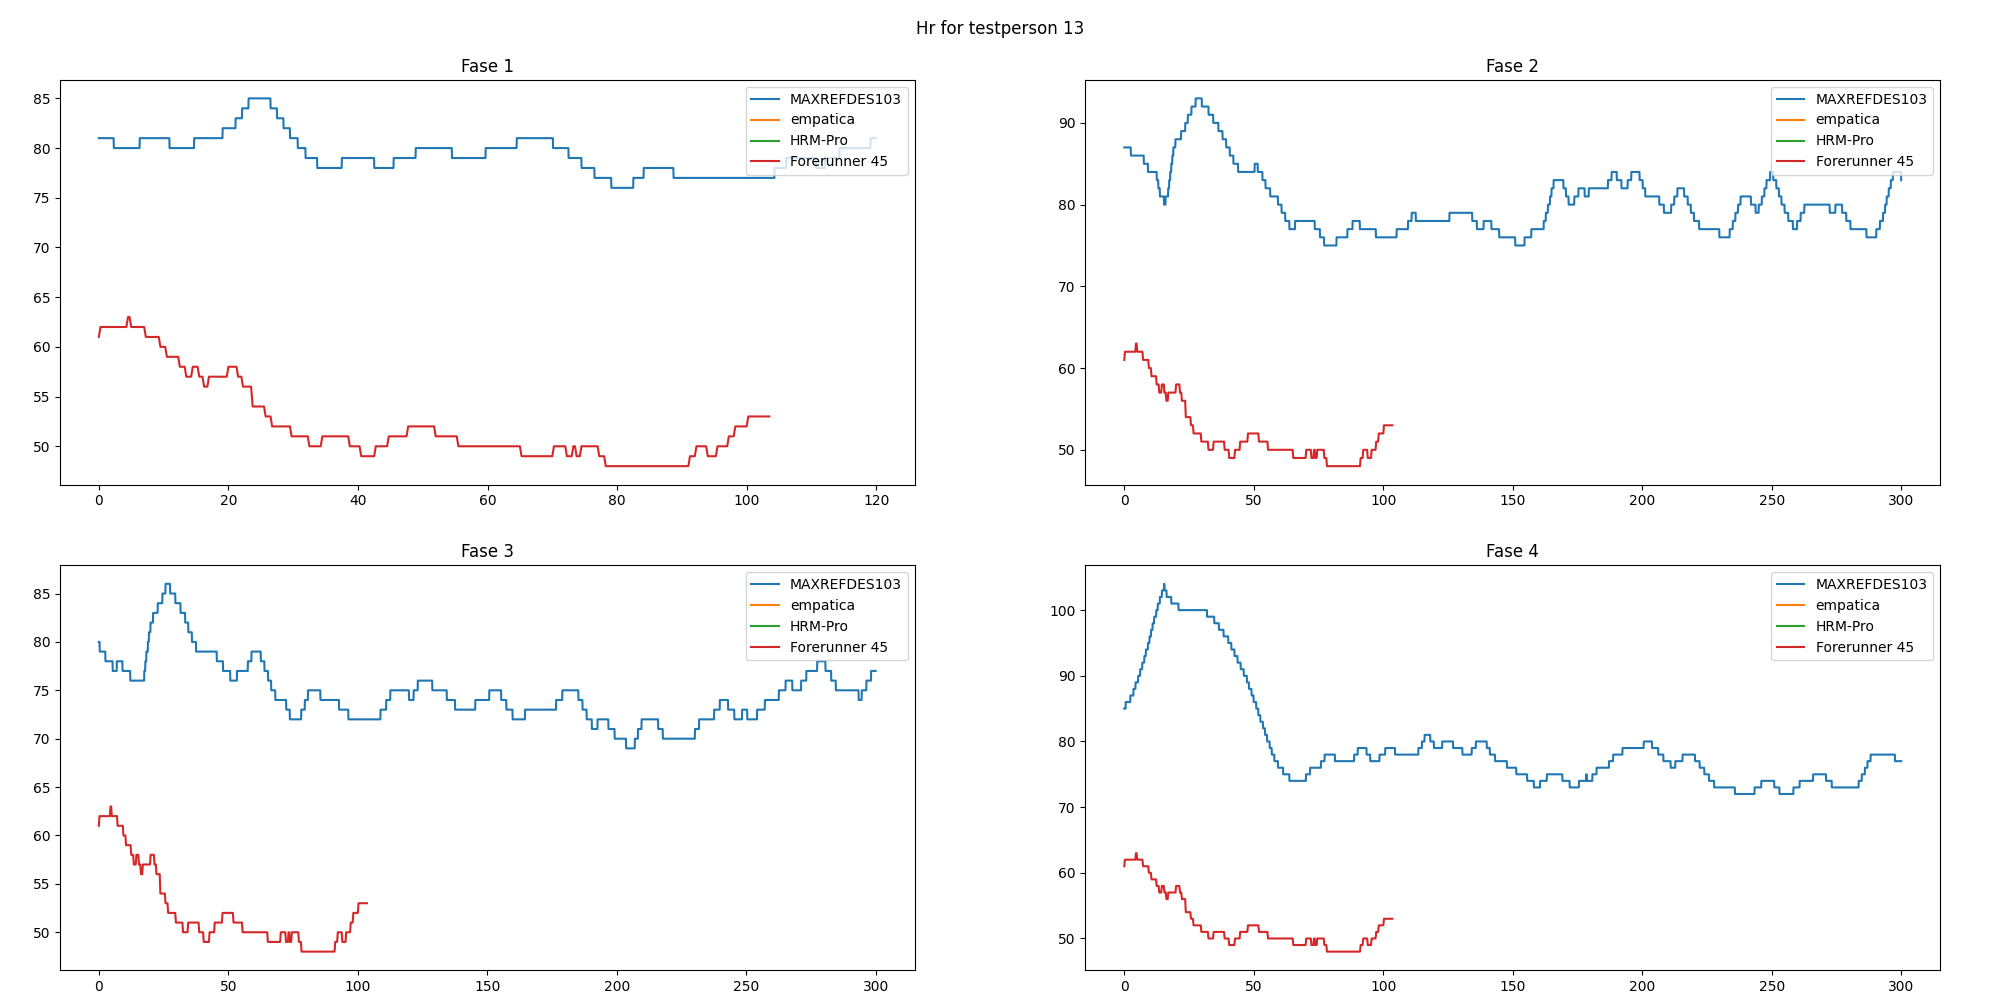 Hr for testperson 13
Fase 1
85
80
75
70
65
60
55
50
0 20 40 60 80 100 120
MAXREFDES103
empatica
HRM-Pro
Forerunner 45
Fase 2
90
80
70
60
50
0 50 100 150 200 250 300
MAXREFDES103
empatica
HRM-Pro
Forerunner 45
Fase 3
85
80
75
70
65
60
55
50
0 50 100 150 200 250 300
MAXREFDES103
empatica
HRM-Pro
Forerunner 45
Fase 4
100
90
80
70
60
50
0 50 100 150 200 250 300
MAXREFDES103
empatica
HRM-Pro
Forerunner 45